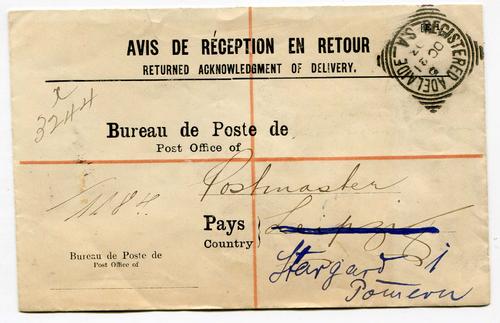 AVIS DE RÉCEPTION EN RETOUR
RETURNED ACKNOWLEDGMENT OF DELIVERY.
REGISTERED ADELAIDE S.A.
r
3244
Bureau de Poste de
Post Office of
Postmaster
1184.
Pays
Country
Leipzig
Stargard i
Pomern
Bureau de Poste de
Post Office of